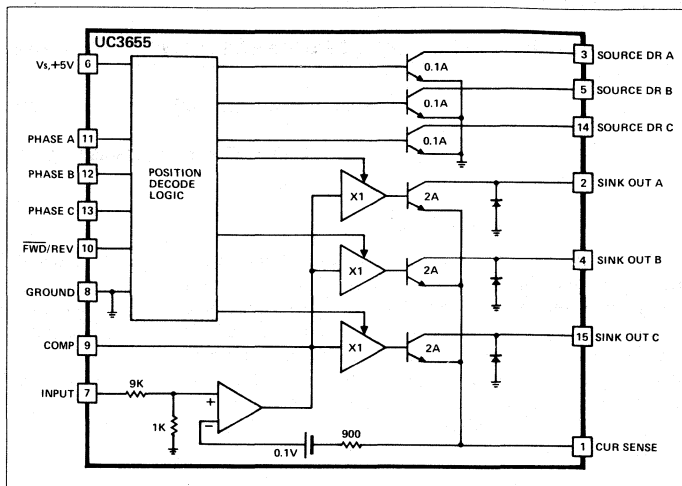 UC3655
6 Vs,+5V
11 PHASE A
12 PHASE B
13 PHASE C
10 FWD/REV
8 GROUND
9 COMP
7 INPUT
POSITION
DECODE
LOGIC
0.1A
0.1A
0.1A
X1
2A
X1
2A
X1
2A
9K
1K
+
−
0.1V
900
3 SOURCE DR A
5 SOURCE DR B
14 SOURCE DR C
2 SINK OUT A
4 SINK OUT B
15 SINK OUT C
1 CUR SENSE